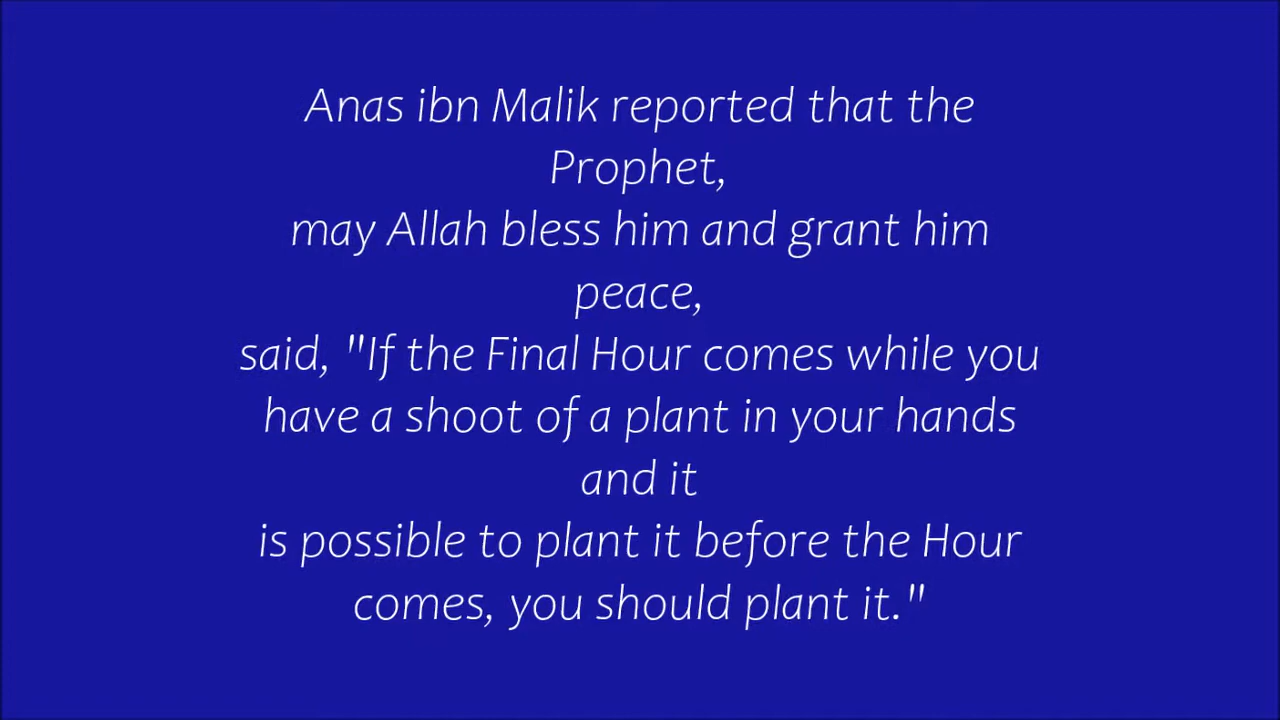 Anas ibn Malik reported that the
Prophet,
may Allah bless him and grant him
peace,
said, "If the Final Hour comes while you
have a shoot of a plant in your hands
and it
is possible to plant it before the Hour
comes, you should plant it."